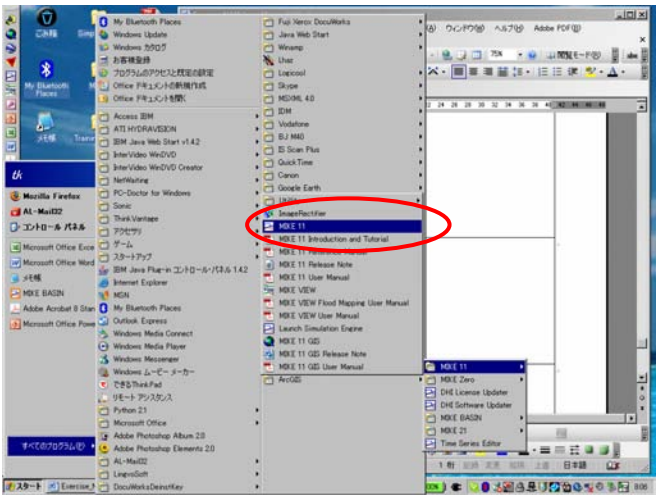 ごみ箱
My Bluetooth
Places
メモ帳
tk
Mozilla Firefox
AL-Mail32
コントロール パネル
Microsoft Office Exce
Microsoft Office Word
メモ帳
MIKE BASIN
Adobe Acrobat 8 Stan
Microsoft Office Powe
すべてのプログラム(P)
スタート
My Bluetooth Places
Windows Update
Windows カタログ
お客様登録
プログラムのアクセスと既定の設定
Office ドキュメントの新規作成
Office ドキュメントを開く
Access IBM
ATI HYDRAVISION
IBM Java Web Start v1.4.2
InterVideo WinDVD
InterVideo WinDVD Creator
NetWaiting
PC-Doctor for Windows
Sonic
ThinkVantage
アクセサリ
ゲーム
スタートアップ
IBM Java Plug-in コントロール・パネル 1.4.2
Internet Explorer
MSN
My Bluetooth Places
Outlook Express
Windows Media Connect
Windows Media Player
Windows Messenger
Windows ムービー メーカー
できるThinkPad
リモート アシスタンス
Python 2.1
Microsoft Office
Adobe Photoshop Album 2.0
Adobe Photoshop Elements 2.0
AL-Mail32
LingvoSoft
DocuWorksDeinstKey
Fuji Xerox DocuWorks
Java Web Start
Winamp
Lhaz
Logicool
Skype
MSXML 4.0
IDM
Vodafone
BJ M40
IS Scan Plus
QuickTime
Canon
Google Earth
ImageRectifier
MIKE 11
MIKE 11 Introduction and Tutorial
MIKE 11 Reference Manual
MIKE 11 Release Note
MIKE 11 User Manual
MIKE VIEW
MIKE VIEW Flood Mapping User Manual
MIKE VIEW User Manual
Launch Simulation Engine
MIKE 11 GIS
MIKE 11 GIS Release Note
MIKE 11 GIS User Manual
ArcGIS
MIKE 11
MIKE Zero
DHI License Updater
DHI Software Updater
MIKE BASIN
MIKE 21
Time Series Editor
ウィンドウ(W) ヘルプ(H) Adobe PDF(B)
75%
閲覧モード(R)
1 行
日本語
8:06